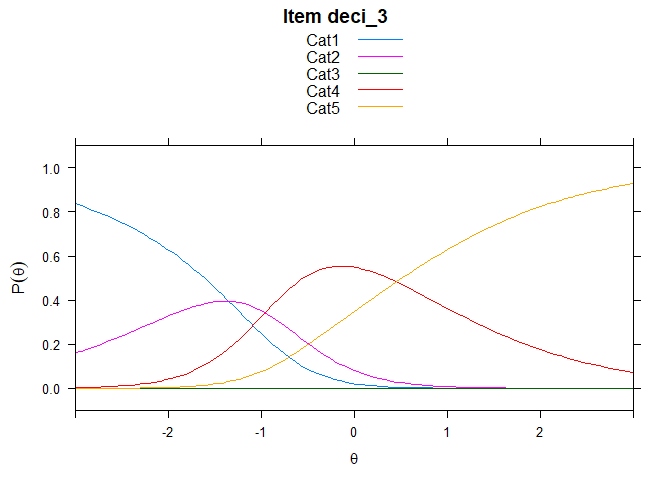 Item deci_3
Cat1
Cat2
Cat3
Cat4
Cat5
1.0
0.8
0.6
0.4
0.2
0.0
P(θ)
-2 -1 0 1 2
θ